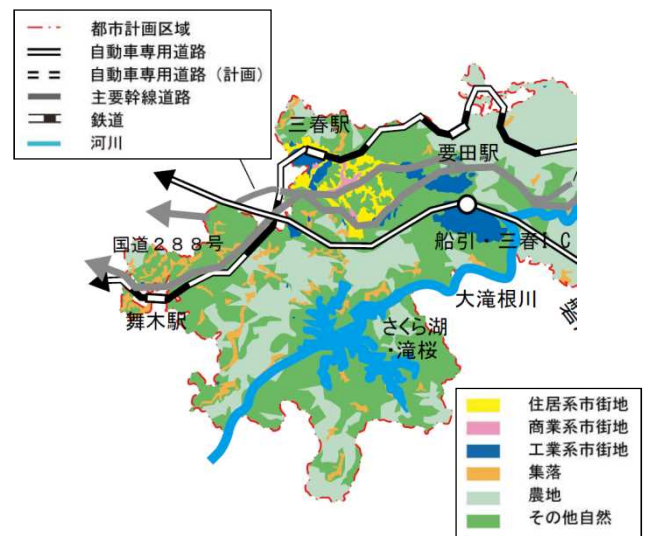 都市計画区域
自動車専用道路
自動車専用道路（計画）
主要幹線道路
鉄道
河川
三春駅
要田駅
国道２８８号
船引・三春ＩＣ
舞木駅
大滝根川
さくら湖
・滝桜
住居系市街地
商業系市街地
工業系市街地
集落
農地
その他自然